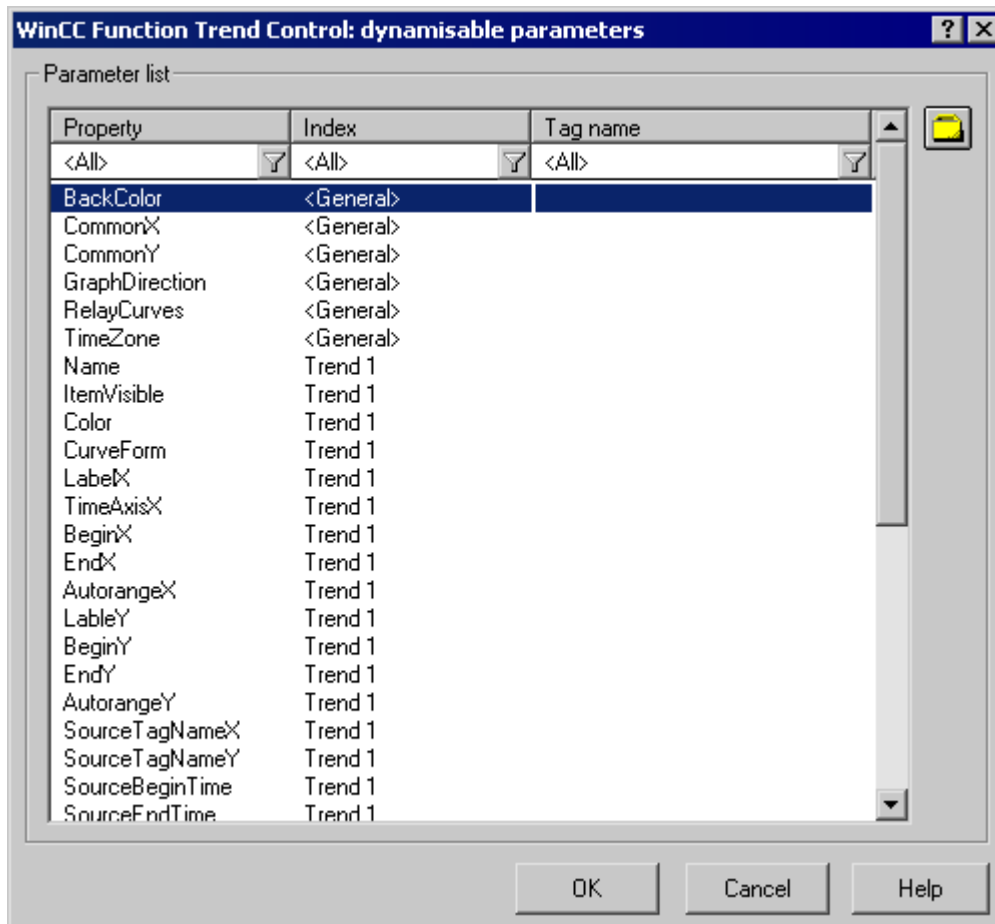 WinCC Function Trend Control: dynamisable parameters
Parameter list
Property Index Tag name
<All> <All> <All>
BackColor <General>
CommonX <General>
CommonY <General>
GraphDirection <General>
RelayCurves <General>
TimeZone <General>
Name Trend 1
ItemVisible Trend 1
Color Trend 1
CurveForm Trend 1
LabelX Trend 1
TimeAxisX Trend 1
BeginX Trend 1
EndX Trend 1
AutorangeX Trend 1
LableY Trend 1
BeginY Trend 1
EndY Trend 1
AutorangeY Trend 1
SourceTagNameX Trend 1
SourceTagNameY Trend 1
SourceBeginTime Trend 1
SourceEndTime Trend 1
OK Cancel Help